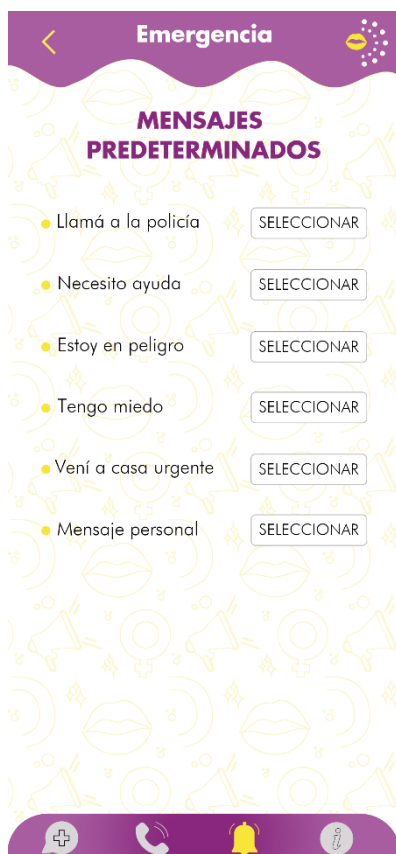 Emergencia
MENSAJES
PREDETERMINADOS
Llamá a la policía SELECCIONAR
Necesito ayuda SELECCIONAR
Estoy en peligro SELECCIONAR
Tengo miedo SELECCIONAR
Vení a casa urgente SELECCIONAR
Mensaje personal SELECCIONAR
i